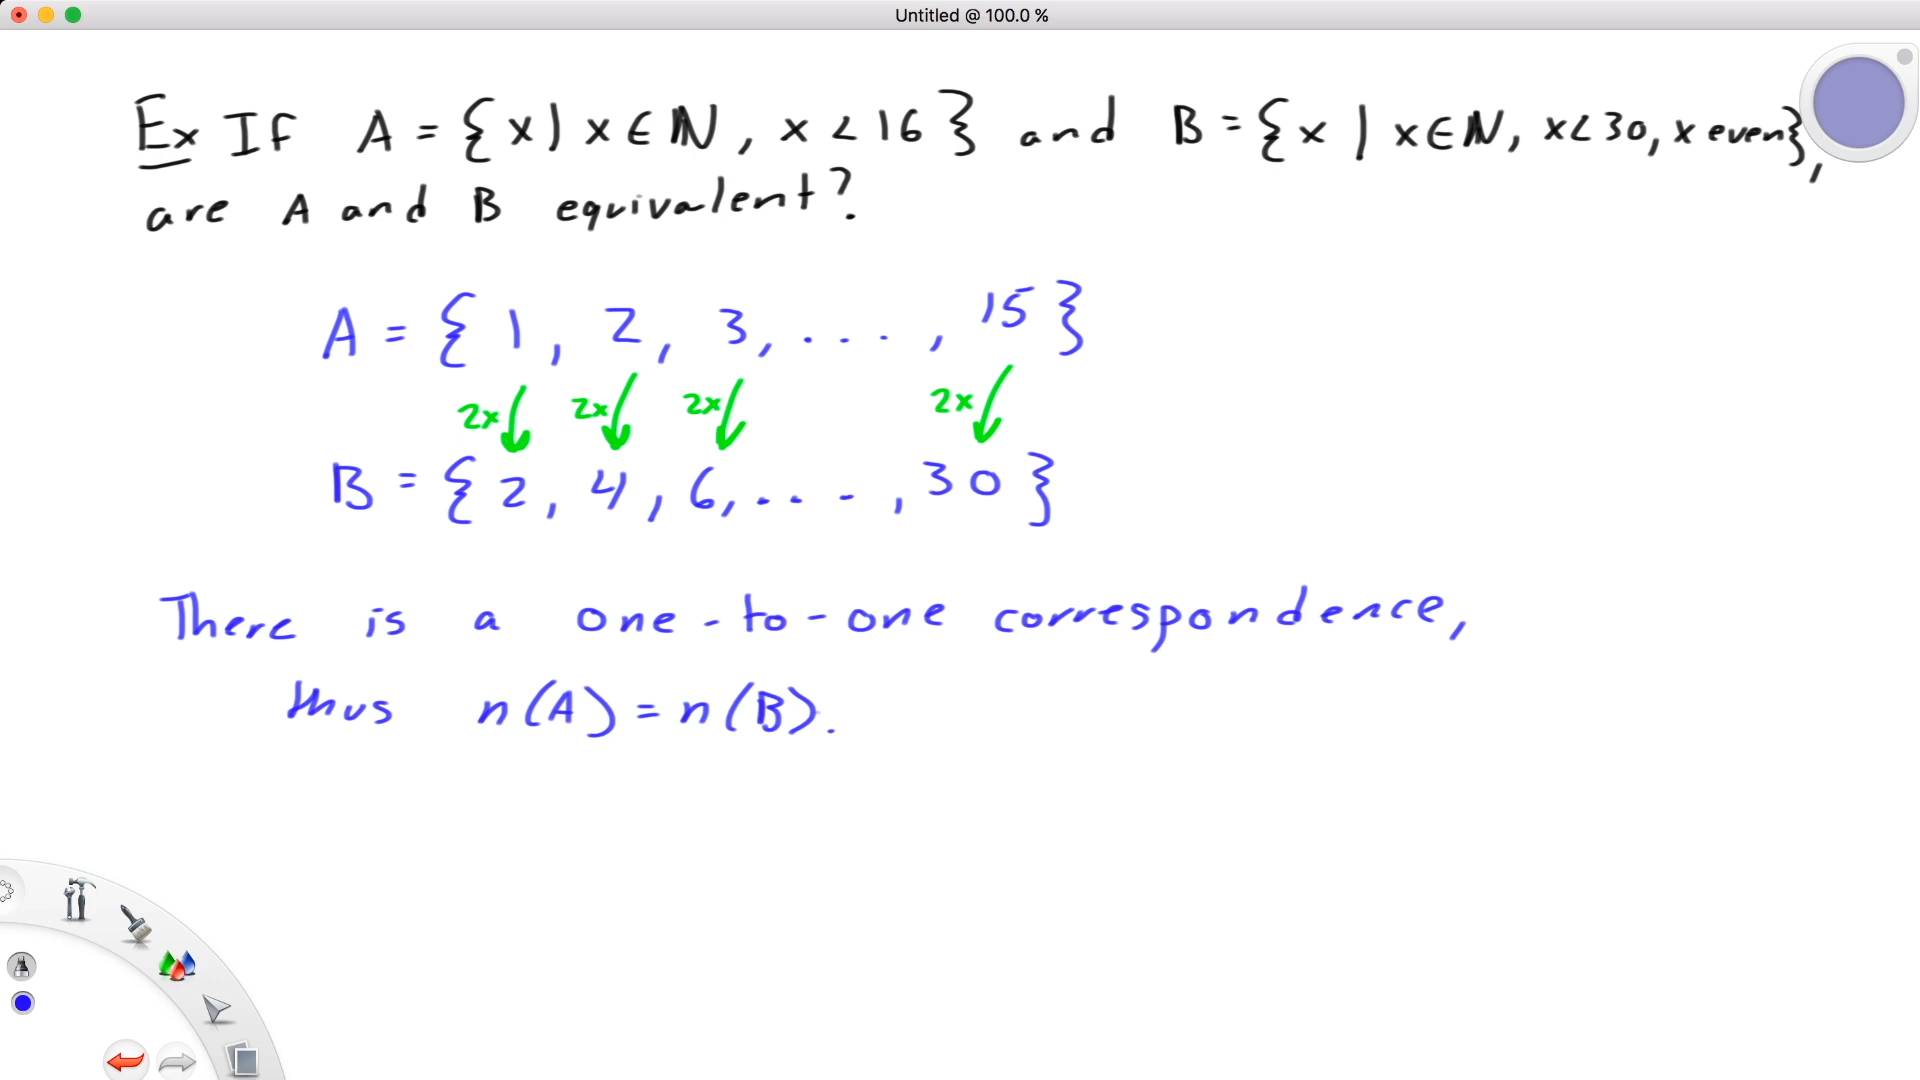 Untitled @ 100.0 %
Ex If A = {x | x ∈ ℕ, x < 16} and B = {x | x ∈ ℕ, x < 30, x even},
are A and B equivalent?
A = {1, 2, 3, . . . , 15}
2x 2x 2x 2x
B = {2, 4, 6, . . . , 30}
There is a one-to-one correspondence,
thus n(A) = n(B).